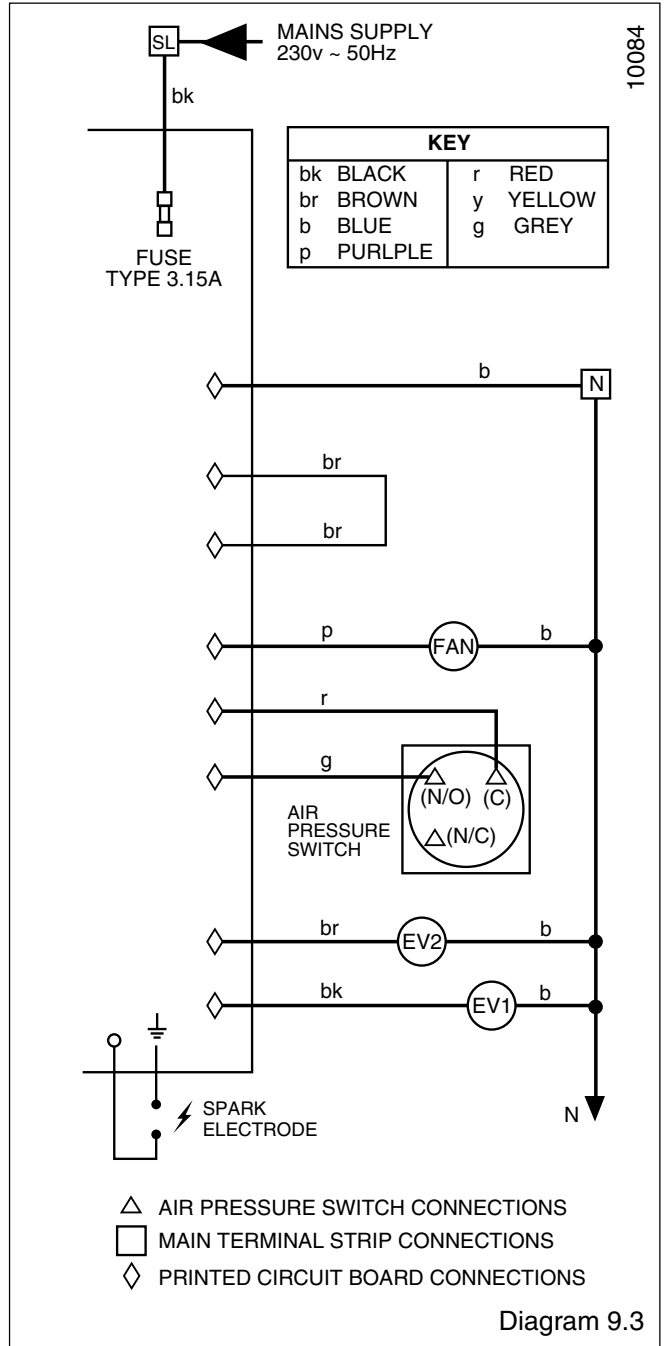 10084
SL
MAINS SUPPLY
230v ~ 50Hz
bk
KEY
bk BLACK r RED
br BROWN y YELLOW
b BLUE g GREY
p PURLPLE
FUSE
TYPE 3.15A
b
N
br
br
p
FAN
b
r
g
(N/O) (C)
(N/C)
AIR
PRESSURE
SWITCH
br
EV2
b
bk
EV1
b
SPARK
ELECTRODE
N
AIR PRESSURE SWITCH CONNECTIONS
MAIN TERMINAL STRIP CONNECTIONS
PRINTED CIRCUIT BOARD CONNECTIONS
Diagram 9.3